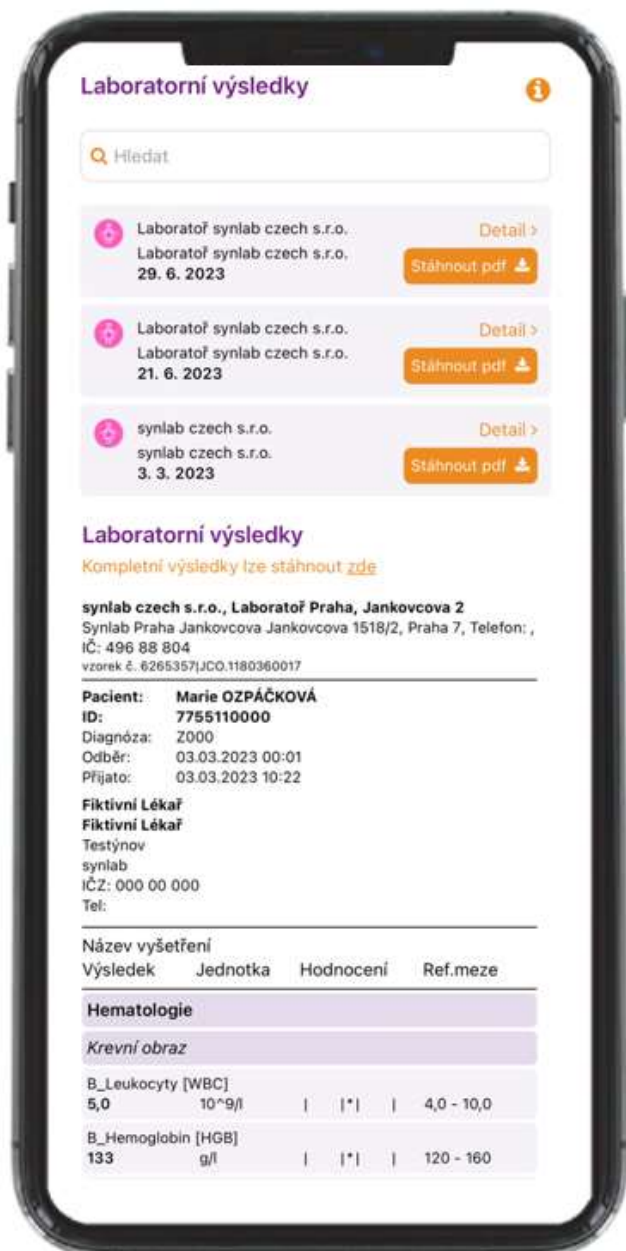 Laboratorní výsledky
Hledat
Laboratoř synlab czech s.r.o. Detail >
Laboratoř synlab czech s.r.o.
29. 6. 2023 Stáhnout pdf
Laboratoř synlab czech s.r.o. Detail >
Laboratoř synlab czech s.r.o.
21. 6. 2023 Stáhnout pdf
synlab czech s.r.o. Detail >
synlab czech s.r.o.
3. 3. 2023 Stáhnout pdf
Laboratorní výsledky
Kompletní výsledky lze stáhnout zde
synlab czech s.r.o., Laboratoř Praha, Jankovcova 2
Synlab Praha Jankovcova Jankovcova 1518/2, Praha 7, Telefon: ,
IČ: 496 88 804
vzorek č. 6265357|JCO.1180360017
Pacient: Marie OZPÁČKOVÁ
ID: 7755110000
Diagnóza: Z000
Odběr: 03.03.2023 00:01
Přijato: 03.03.2023 10:22
Fiktivní Lékař
Fiktivní Lékař
Testýnov
synlab
IČZ: 000 00 000
Tel:
Název vyšetření
Výsledek Jednotka Hodnocení Ref.meze
Hematologie
Krevní obraz
B_Leukocyty [WBC]
5,0 10^9/l | |*| | 4,0 - 10,0
B_Hemoglobin [HGB]
133 g/l | |*| | 120 - 160